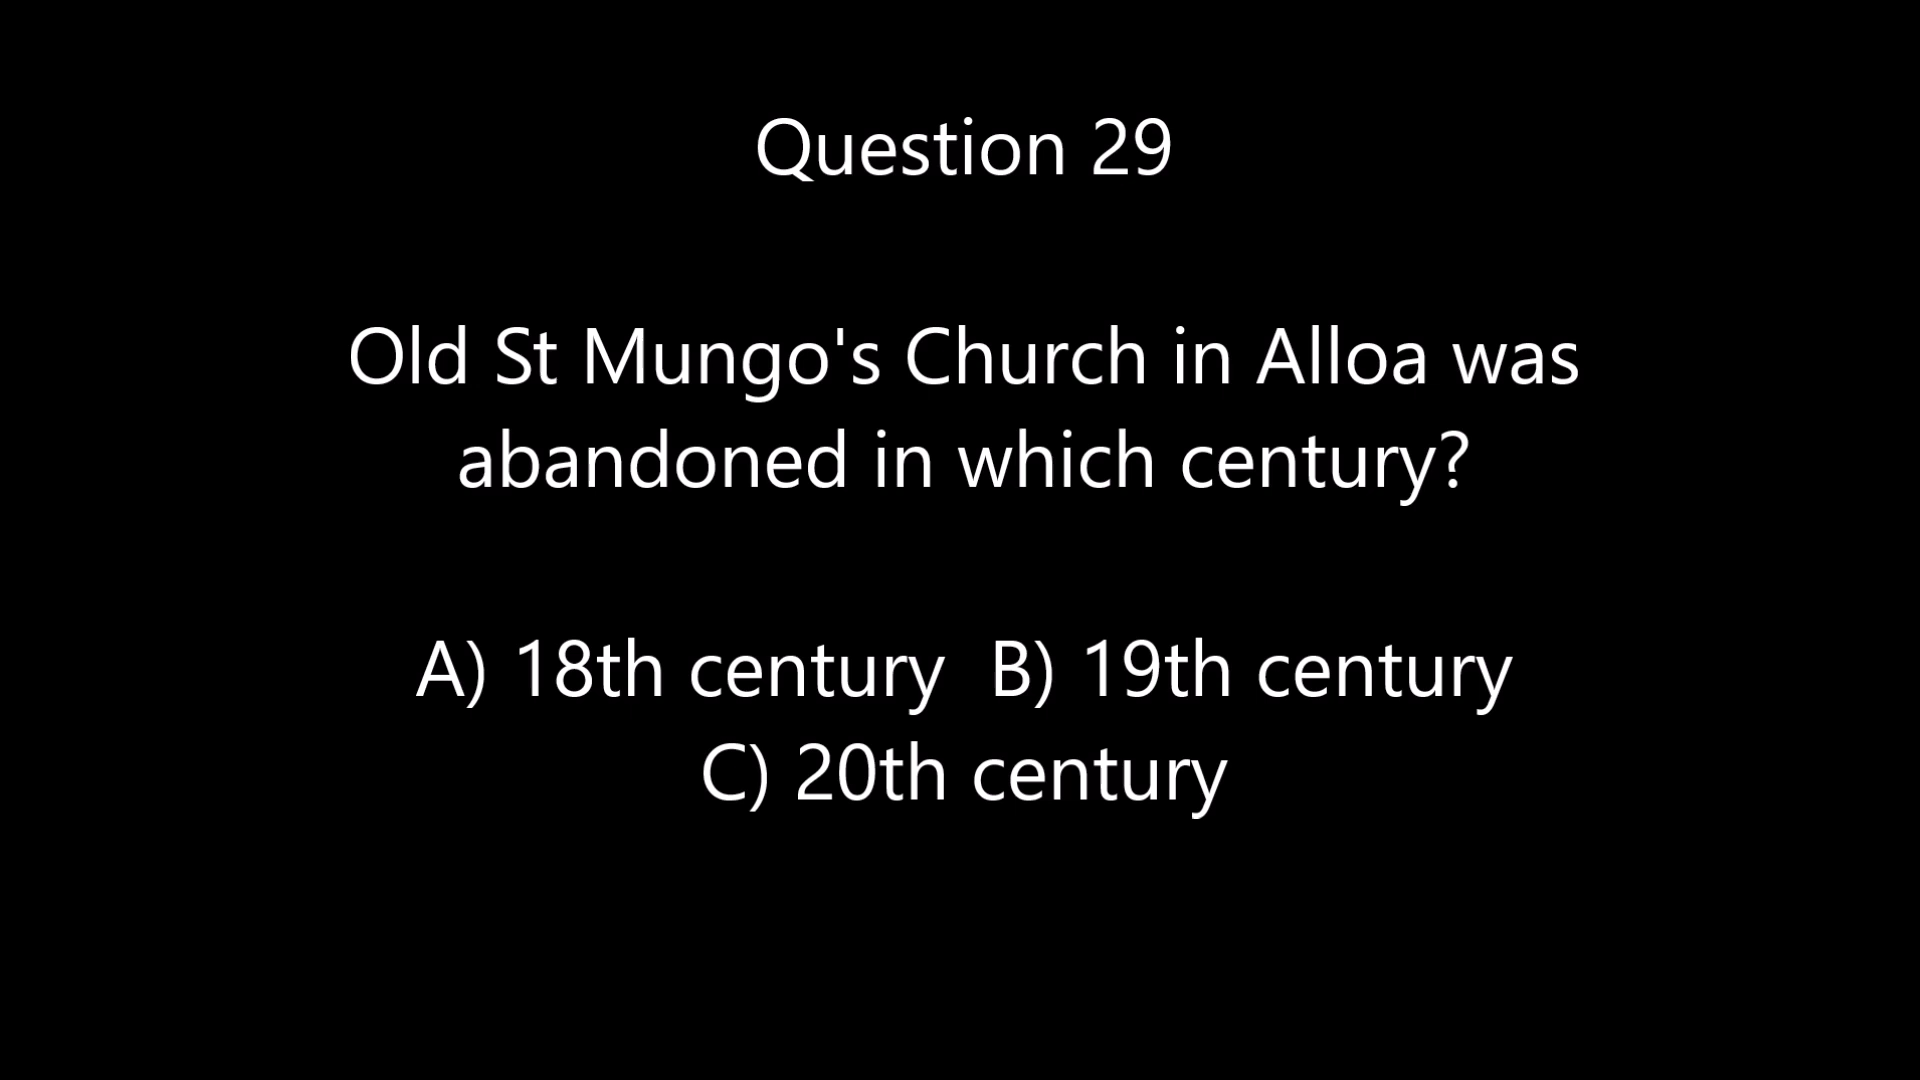 Question 29
Old St Mungo's Church in Alloa was
abandoned in which century?
A) 18th century  B) 19th century
C) 20th century